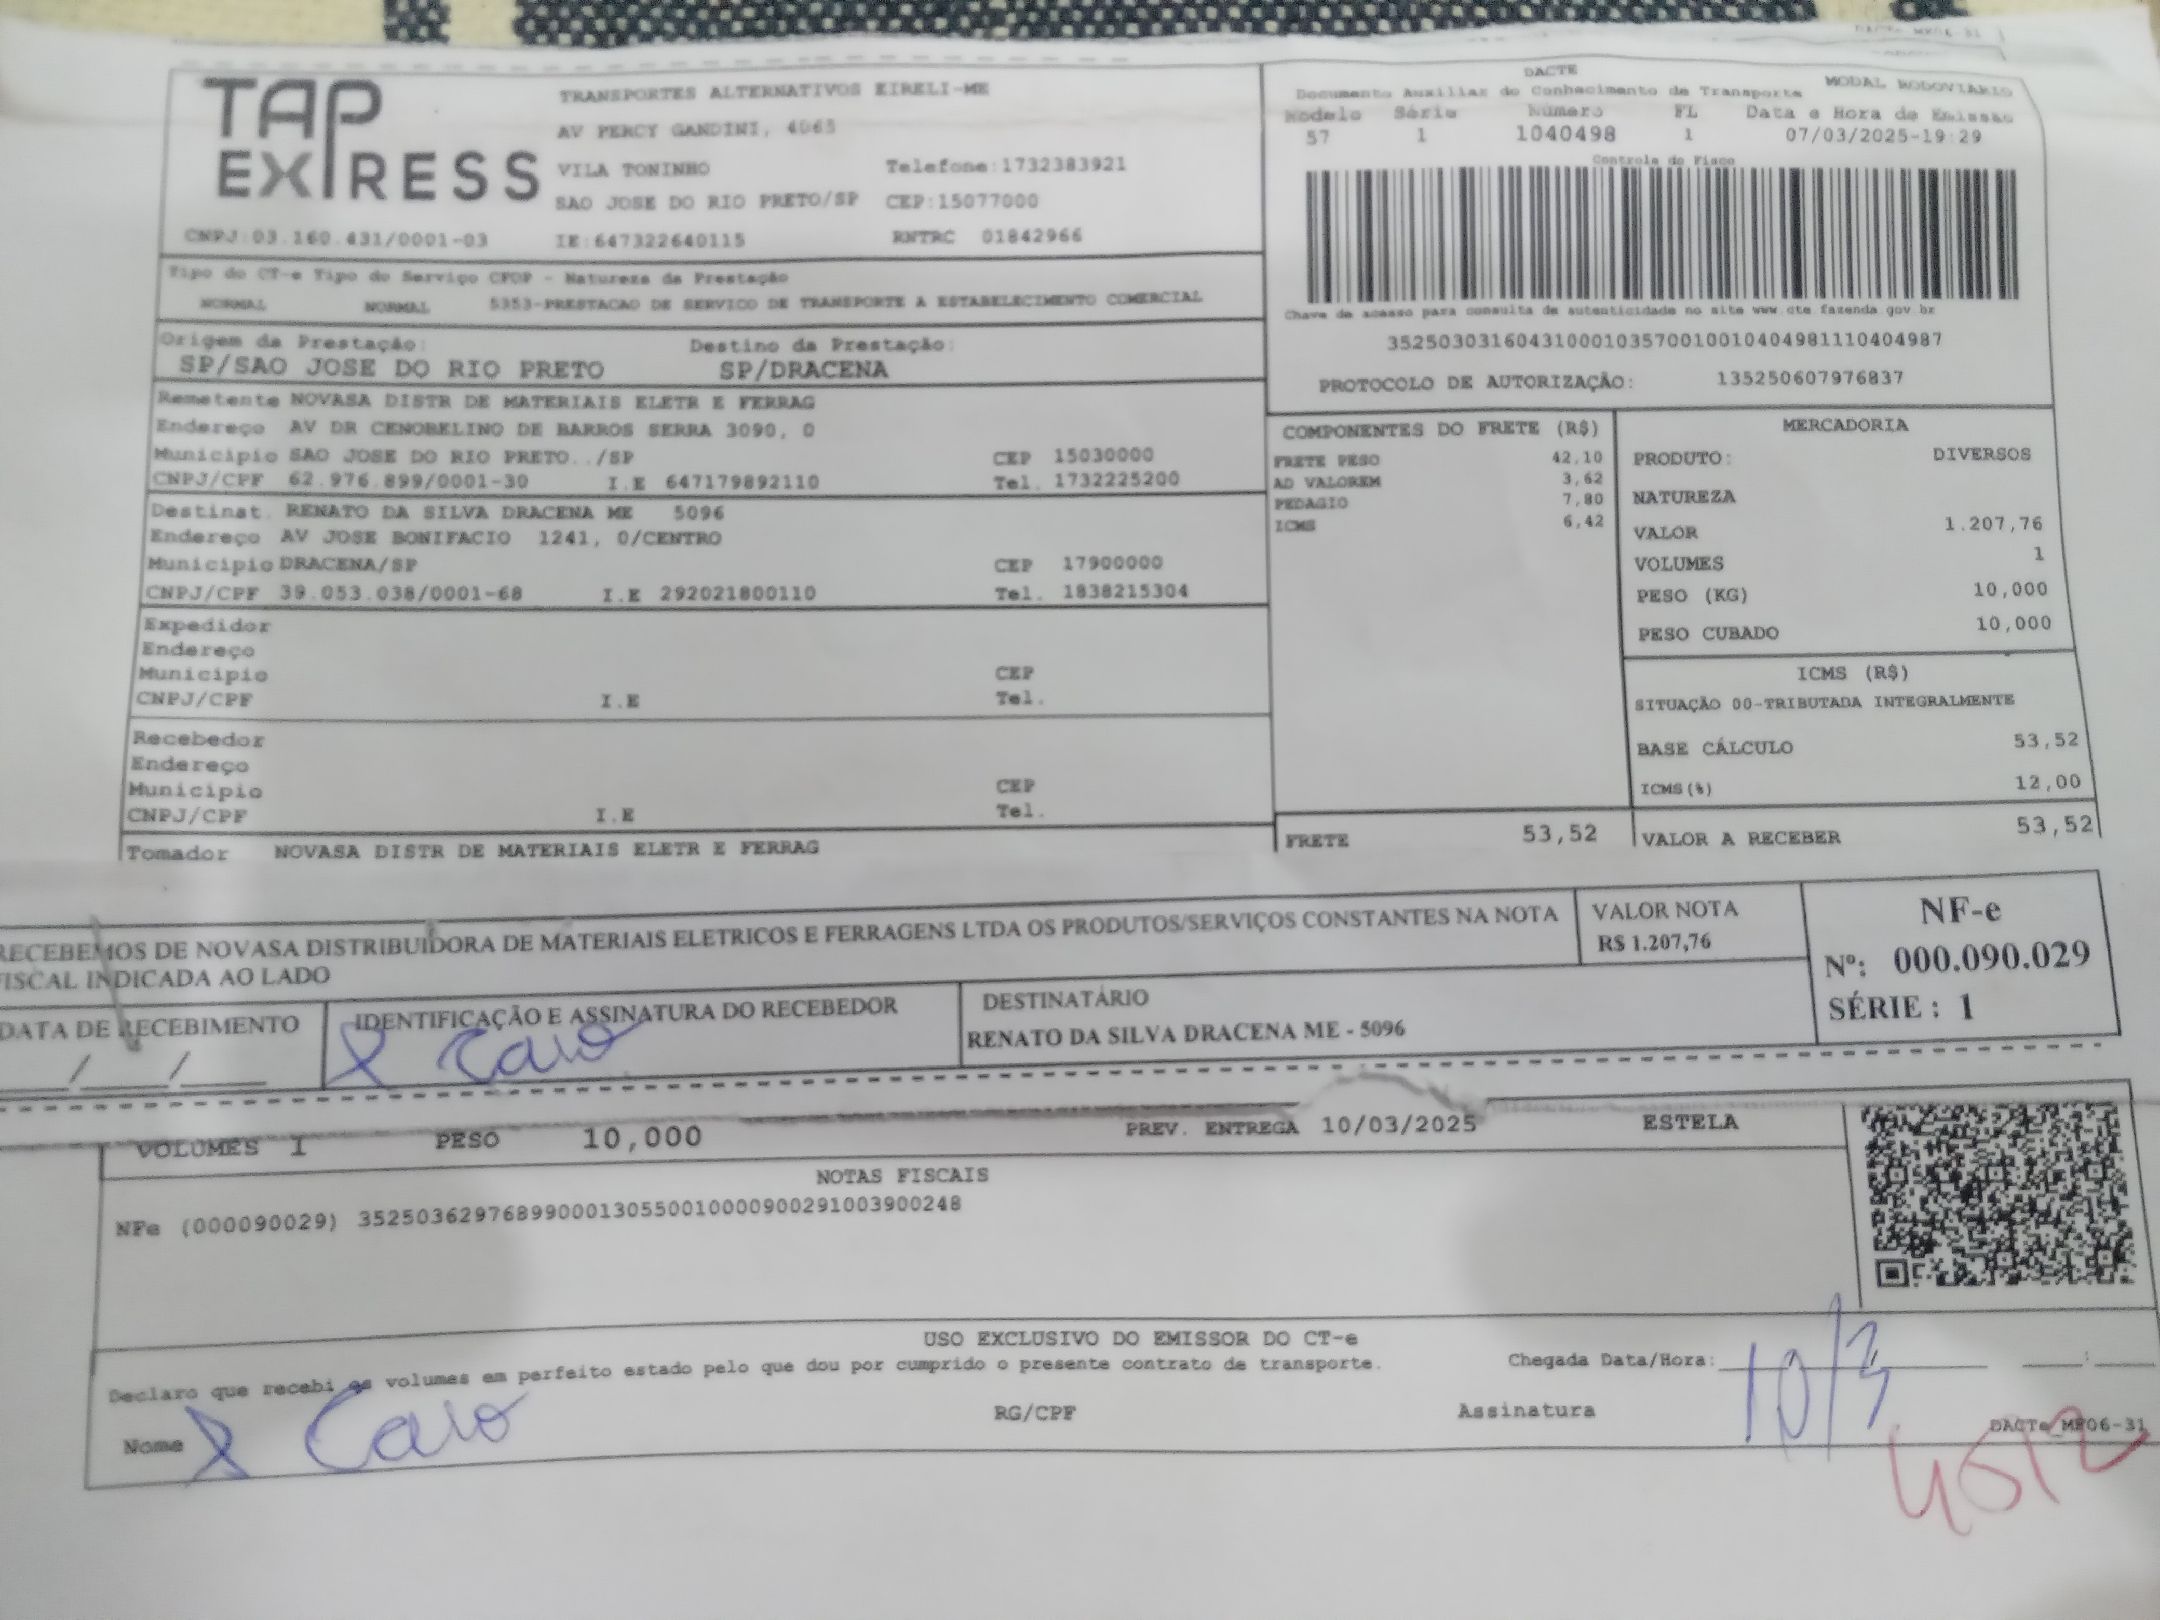 TAP EXPRESS
TRANSPORTES ALTERNATIVOS EIRELI-ME
AV PERCY GANDINI, 4065
VILA TONINHO Telefone:1732383921
SAO JOSE DO RIO PRETO/SP CEP:15077000
CNPJ:03.160.431/0001-03 IE:647322640115 RNTRC 01842966
Tipo do CT-e Tipo do Serviço CFOP - Natureza da Prestação
NORMAL NORMAL 5353-PRESTACAO DE SERVICO DE TRANSPORTE A ESTABELECIMENTO COMERCIAL
Origem da Prestação: Destino da Prestação:
SP/SAO JOSE DO RIO PRETO SP/DRACENA
Remetente NOVASA DISTR DE MATERIAIS ELETR E FERRAG
Endereço AV DR CENOBELINO DE BARROS SERRA 3090, 0
Município SAO JOSE DO RIO PRETO../SP CEP 15030000
CNPJ/CPF 62.976.899/0001-30 I.E 647179892110 Tel. 1732225200
Destinat. RENATO DA SILVA DRACENA ME 5096
Endereço AV JOSE BONIFACIO 1241, 0/CENTRO
Município DRACENA/SP CEP 17900000
CNPJ/CPF 39.053.038/0001-68 I.E 292021800110 Tel. 1838215304
Expedidor
Endereço
Município CEP
CNPJ/CPF I.E Tel.
Recebedor
Endereço
Município CEP
CNPJ/CPF I.E Tel.
Tomador NOVASA DISTR DE MATERIAIS ELETR E FERRAG
DACTE
Documento Auxiliar do Conhecimento de Transporte MODAL RODOVIÁRIO
Modelo Série Número FL Data e Hora de Emissão
57 1 1040498 1 07/03/2025-19:29
Controle do Fisco
Chave de acesso para consulta de autenticidade no site www.cte.fazenda.gov.br
35250303160431000103570010010404981110404987
PROTOCOLO DE AUTORIZAÇÃO: 135250607976837
COMPONENTES DO FRETE (R$)
FRETE PESO 42,10
AD VALOREM 3,62
PEDAGIO 7,80
ICMS 6,42
FRETE 53,52
MERCADORIA
PRODUTO: DIVERSOS
NATUREZA
VALOR 1.207,76
VOLUMES 1
PESO (KG) 10,000
PESO CUBADO 10,000
ICMS (R$)
SITUAÇÃO 00-TRIBUTADA INTEGRALMENTE
BASE CÁLCULO 53,52
ICMS(%) 12,00
VALOR A RECEBER 53,52
RECEBEMOS DE NOVASA DISTRIBUIDORA DE MATERIAIS ELETRICOS E FERRAGENS LTDA OS PRODUTOS/SERVIÇOS CONSTANTES NA NOTA
FISCAL INDICADA AO LADO
VALOR NOTA
R$ 1.207,76
NF-e
Nº: 000.090.029
SÉRIE : 1
DATA DE RECEBIMENTO
___/___/___
IDENTIFICAÇÃO E ASSINATURA DO RECEBEDOR
Caio
DESTINATÁRIO
RENATO DA SILVA DRACENA ME - 5096
VOLUMES 1 PESO 10,000 PREV. ENTREGA 10/03/2025 ESTELA
NOTAS FISCAIS
NFe (000090029) 35250362976899000130550010000900291003900248
USO EXCLUSIVO DO EMISSOR DO CT-e
Declaro que recebi os volumes em perfeito estado pelo que dou por cumprido o presente contrato de transporte. Chegada Data/Hora: 10/3
Nome Caio RG/CPF Assinatura
DACTe_MR06-31